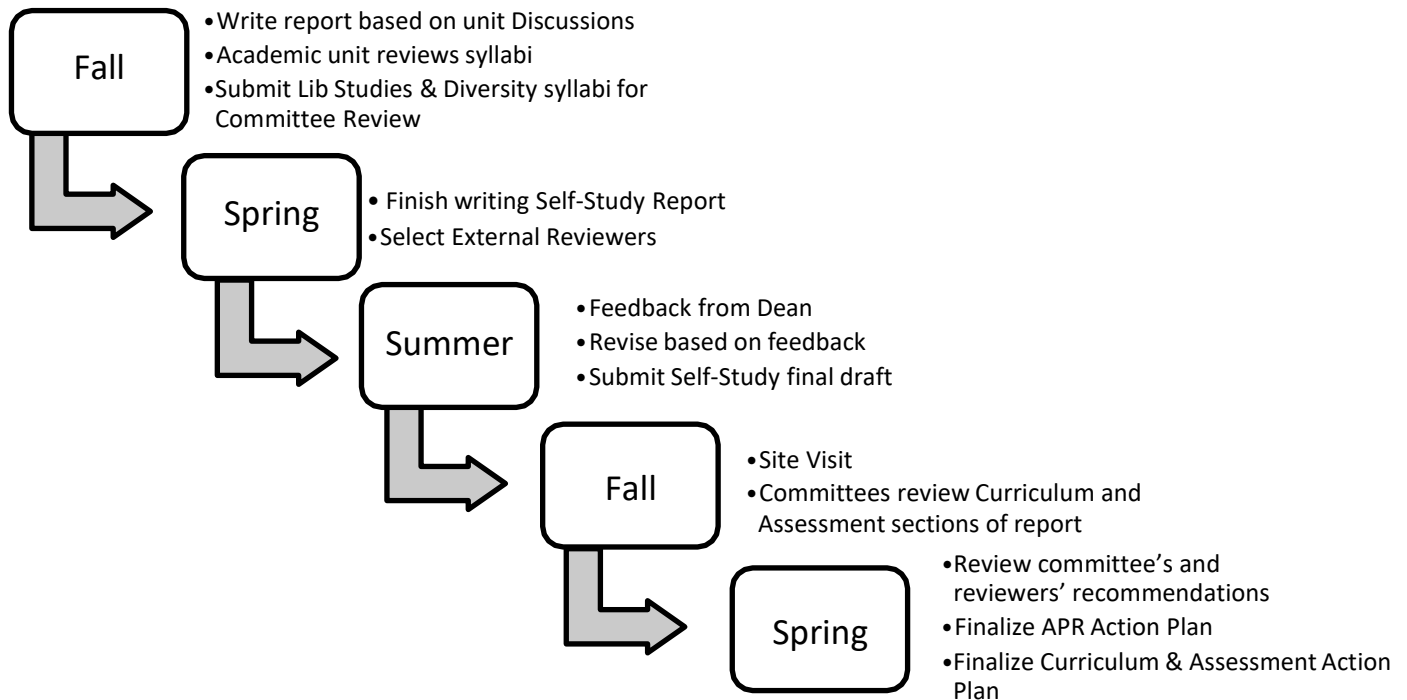 Fall
•Write report based on unit Discussions
•Academic unit reviews syllabi
•Submit Lib Studies & Diversity syllabi for
Committee Review
Spring
• Finish writing Self-Study Report
•Select External Reviewers
Summer
•Feedback from Dean
•Revise based on feedback
•Submit Self-Study final draft
Fall
•Site Visit
•Committees review Curriculum and
Assessment sections of report
Spring
•Review committee’s and
reviewers’ recommendations
•Finalize APR Action Plan
•Finalize Curriculum & Assessment Action
Plan